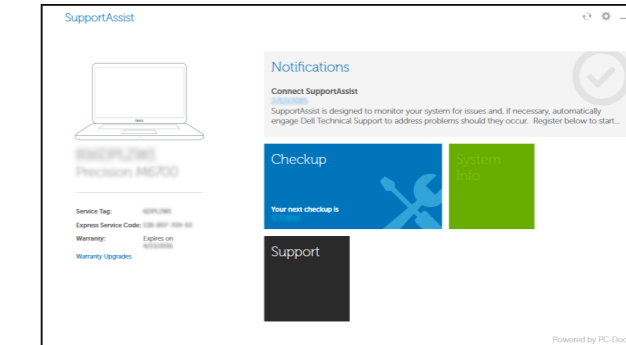 SupportAssist
Notifications
Connect SupportAssist
SupportAssist is designed to monitor your system for issues and, if necessary, automatically
engage Dell Technical Support to address problems should they occur. Register below to start...
DELL
Precision M6700
Checkup
System
Info
Your next checkup is
Service Tag:
Express Service Code:
Warranty: Expires on
Warranty Upgrades
Support
Powered by PC-Doc